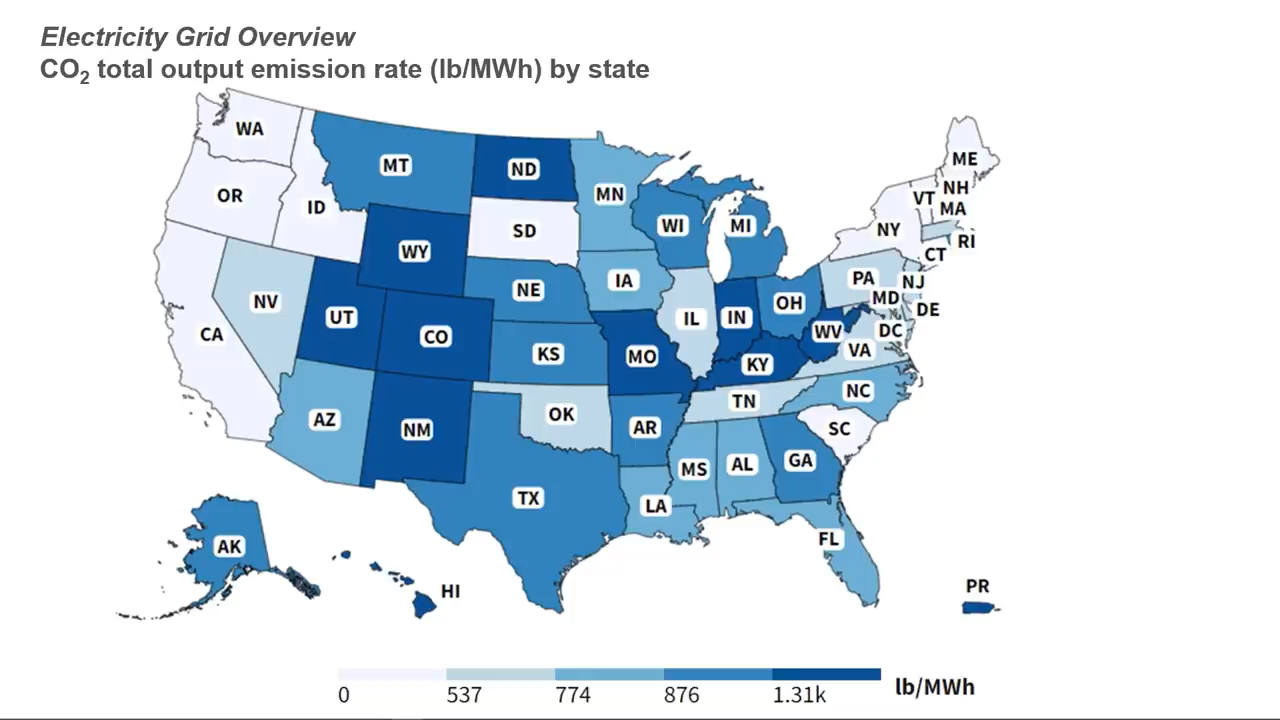 Electricity Grid Overview
CO₂ total output emission rate (lb/MWh) by state
WA
MT
ND
MN
ME
OR
ID
SD
WI
MI
VT
NH
MA
NY
RI
CT
WY
NE
IA
PA
NJ
MD
DE
NV
UT
CO
KS
MO
IL
IN
OH
WV
DC
VA
CA
KY
AZ
NM
OK
AR
TN
NC
SC
TX
LA
MS
AL
GA
FL
AK
HI
PR
0 537 774 876 1.31k lb/MWh